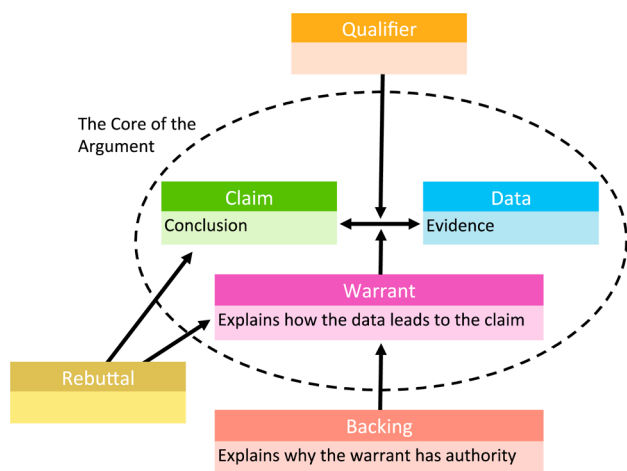 Qualifier
The Core of the
Argument
Claim
Conclusion
Data
Evidence
Warrant
Explains how the data leads to the claim
Rebuttal
Backing
Explains why the warrant has authority